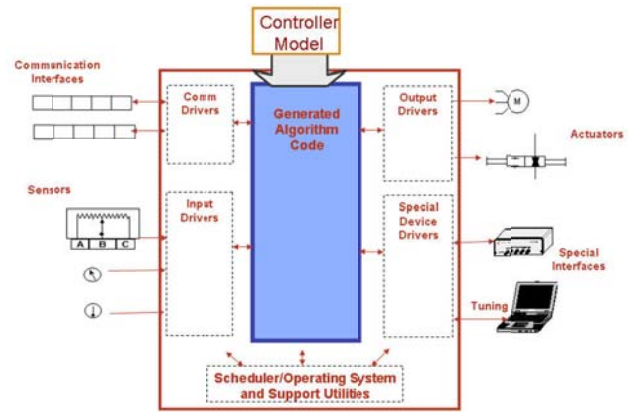 Controller
Model
Communication
Interfaces
Comm
Drivers
Generated
Algorithm
Code
Output
Drivers
M
Actuators
Sensors
A B C
Input
Drivers
Special
Device
Drivers
Special
Interfaces
Tuning
Scheduler/Operating System
and Support Utilities